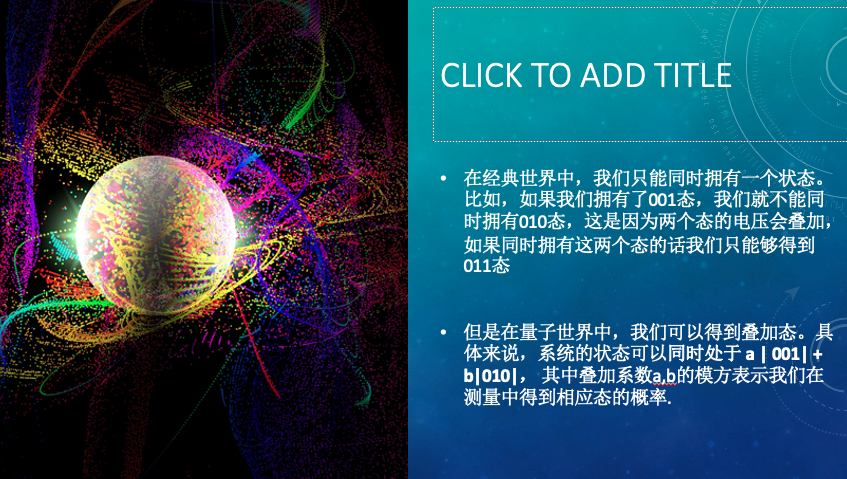 CLICK TO ADD TITLE
• 在经典世界中，我们只能同时拥有一个状态。
比如，如果我们拥有了001态，我们就不能同
时拥有010态，这是因为两个态的电压会叠加，
如果同时拥有这两个态的话我们只能够得到
011态
• 但是在量子世界中，我们可以得到叠加态。具
体来说，系统的状态可以同时处于 a | 001| +
b|010|， 其中叠加系数a,b的模方表示我们在
测量中得到相应态的概率.